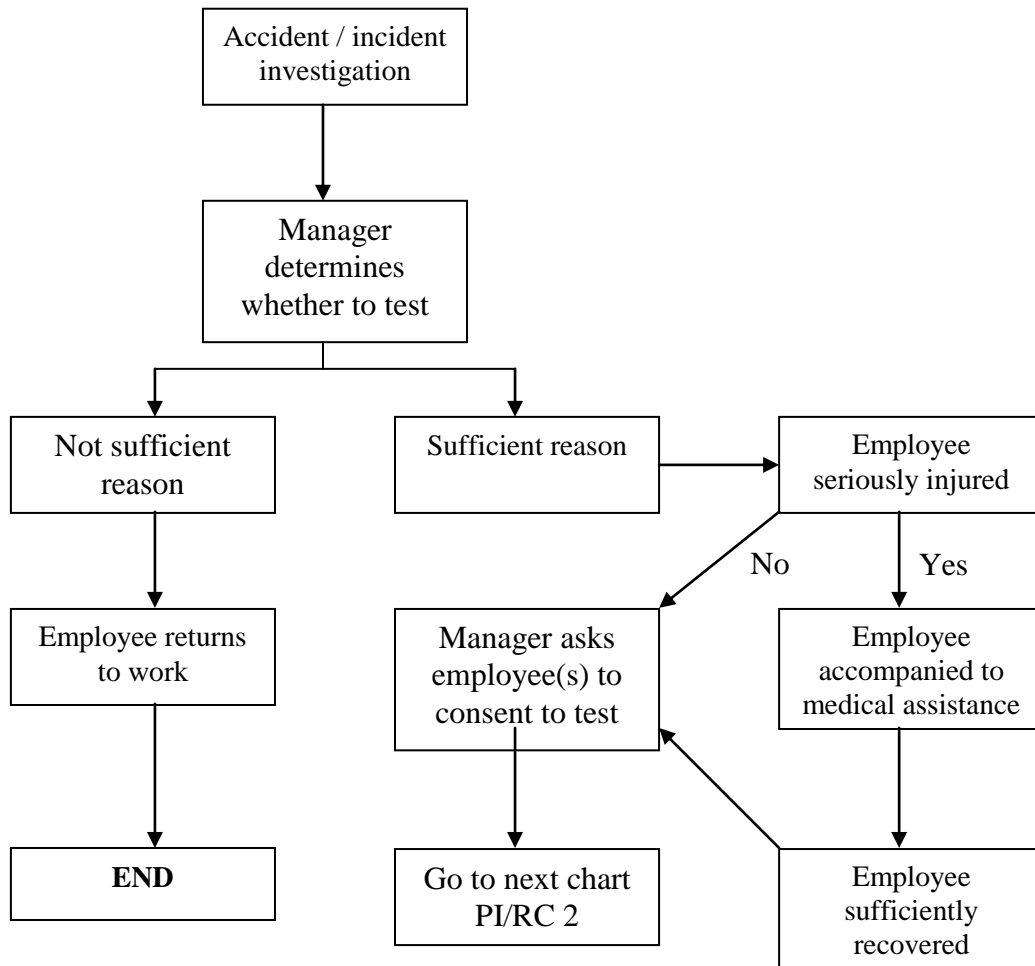 Accident / incident
investigation
Manager
determines
whether to test
Not sufficient
reason
Sufficient reason
Employee
seriously injured
No
Yes
Employee returns
to work
Manager asks
employee(s) to
consent to test
Employee
accompanied to
medical assistance
END
Go to next chart
PI/RC 2
Employee
sufficiently
recovered